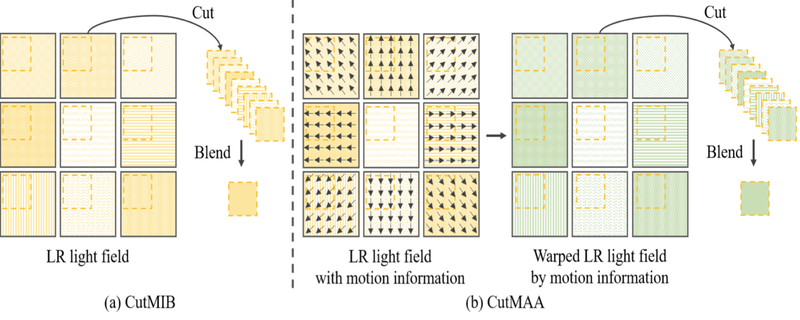 Cut
Blend
LR light field
(a) CutMIB
Cut
Blend
LR light field
with motion information
Warped LR light field
by motion information
(b) CutMAA